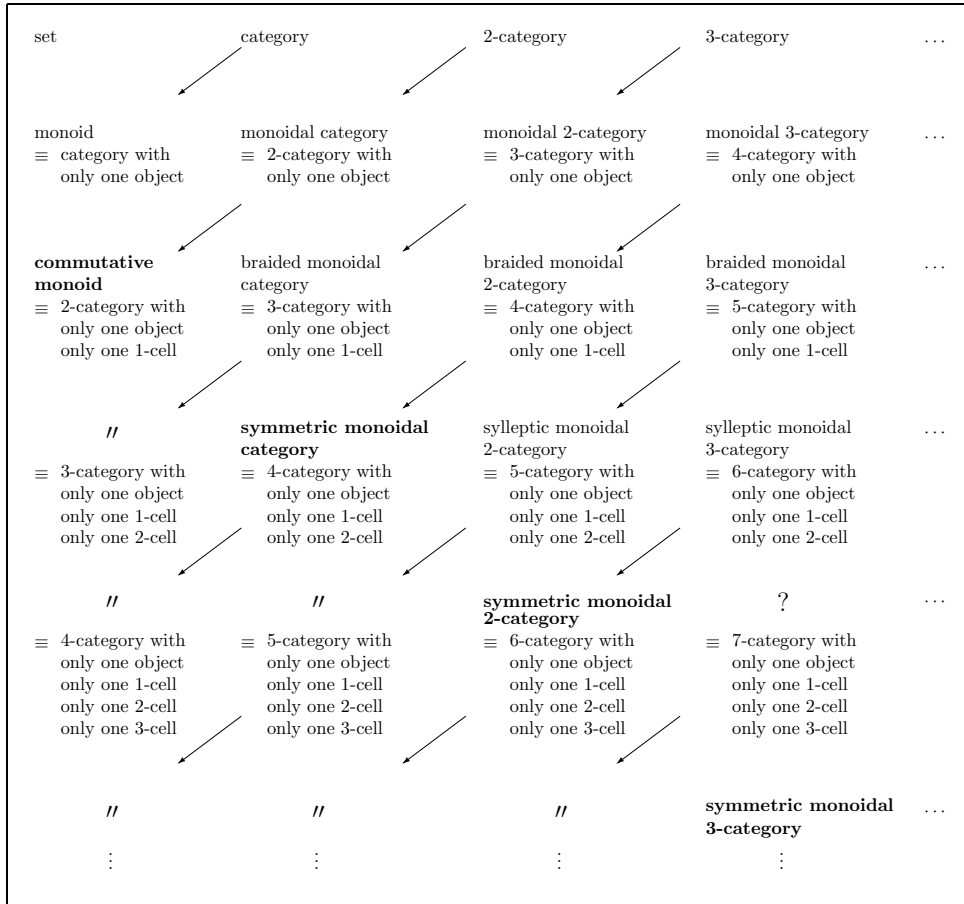 set category 2-category 3-category ...
monoid monoidal category monoidal 2-category monoidal 3-category ...
≡ category with ≡ 2-category with ≡ 3-category with ≡ 4-category with
only one object only one object only one object only one object
commutative braided monoidal braided monoidal braided monoidal ...
monoid category 2-category 3-category
≡ 2-category with ≡ 3-category with ≡ 4-category with ≡ 5-category with
only one object only one object only one object only one object
only one 1-cell only one 1-cell only one 1-cell only one 1-cell
″ symmetric monoidal sylleptic monoidal sylleptic monoidal ...
category 2-category 3-category
≡ 3-category with ≡ 4-category with ≡ 5-category with ≡ 6-category with
only one object only one object only one object only one object
only one 1-cell only one 1-cell only one 1-cell only one 1-cell
only one 2-cell only one 2-cell only one 2-cell only one 2-cell
″ ″ symmetric monoidal ? ...
2-category
≡ 4-category with ≡ 5-category with ≡ 6-category with ≡ 7-category with
only one object only one object only one object only one object
only one 1-cell only one 1-cell only one 1-cell only one 1-cell
only one 2-cell only one 2-cell only one 2-cell only one 2-cell
only one 3-cell only one 3-cell only one 3-cell only one 3-cell
″ ″ ″ symmetric monoidal ...
3-category
⋮ ⋮ ⋮ ⋮